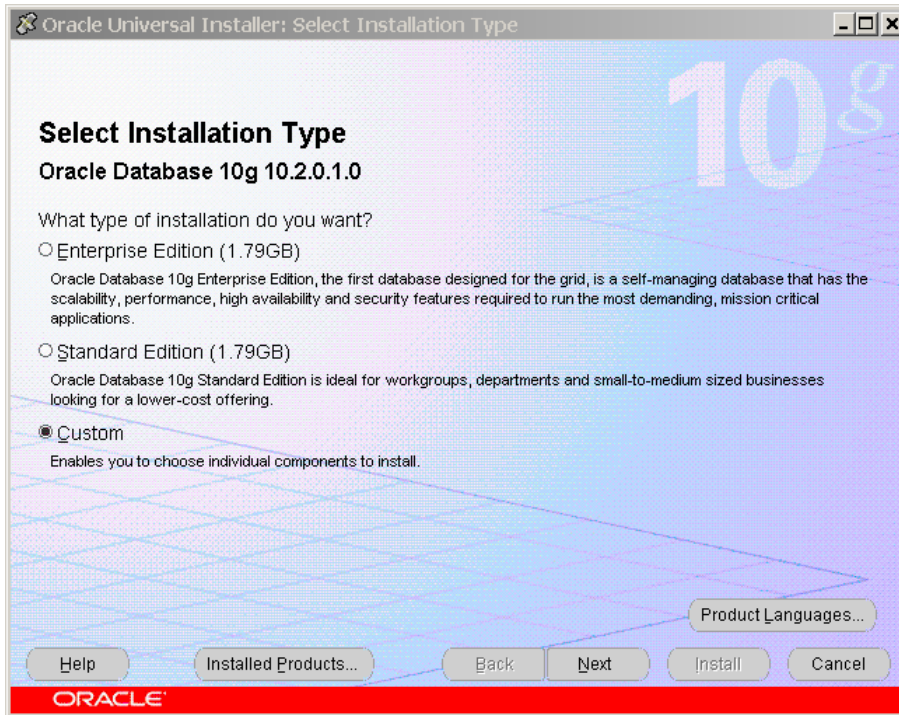 Oracle Universal Installer: Select Installation Type
10g
Select Installation Type
Oracle Database 10g 10.2.0.1.0
What type of installation do you want?
Enterprise Edition (1.79GB)
Oracle Database 10g Enterprise Edition, the first database designed for the grid, is a self-managing database that has the
scalability, performance, high availability and security features required to run the most demanding, mission critical
applications.
Standard Edition (1.79GB)
Oracle Database 10g Standard Edition is ideal for workgroups, departments and small-to-medium sized businesses
looking for a lower-cost offering.
Custom
Enables you to choose individual components to install.
Product Languages...
Help Installed Products... Back Next Install Cancel
ORACLE